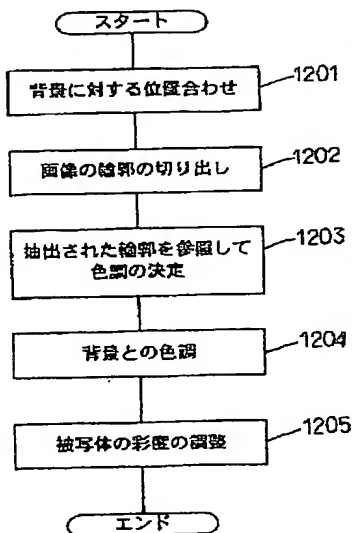 スタート
背景に対する位置合わせ
1201
画像の輪郭の切り出し
1202
抽出された輪郭を参照して
色調の決定
1203
背景との色調
1204
被写体の彩度の調整
1205
エンド